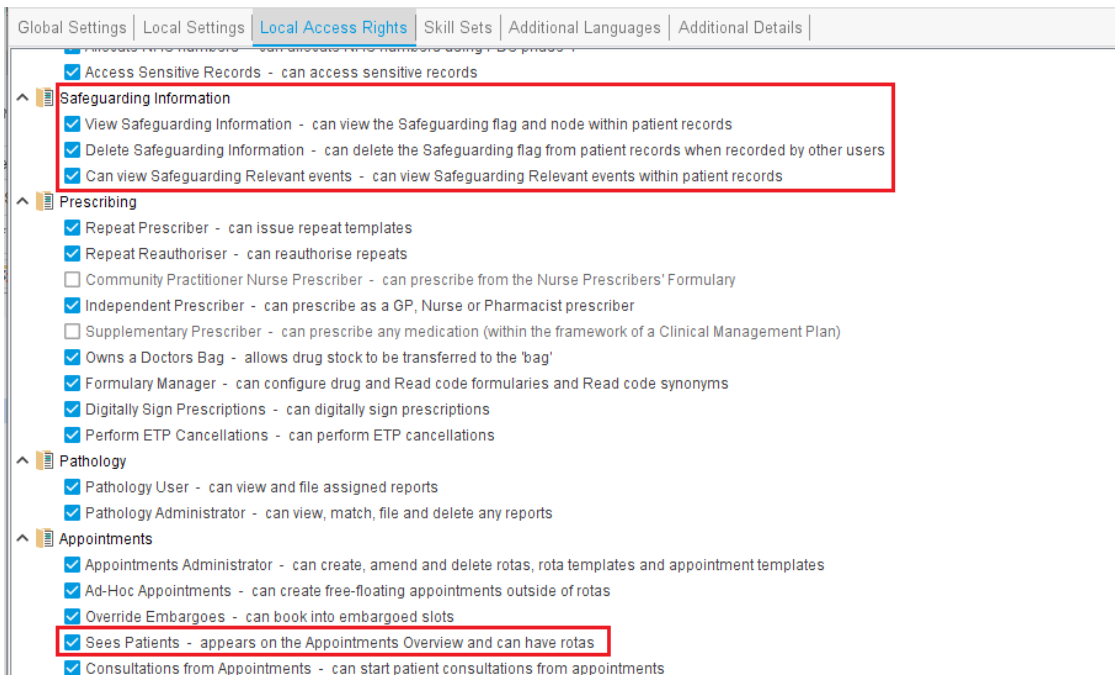 Global Settings | Local Settings | Local Access Rights | Skill Sets | Additional Languages | Additional Details
Access Sensitive Records - can access sensitive records
Safeguarding Information
View Safeguarding Information - can view the Safeguarding flag and node within patient records
Delete Safeguarding Information - can delete the Safeguarding flag from patient records when recorded by other users
Can view Safeguarding Relevant events - can view Safeguarding Relevant events within patient records
Prescribing
Repeat Prescriber - can issue repeat templates
Repeat Reauthoriser - can reauthorise repeats
Community Practitioner Nurse Prescriber - can prescribe from the Nurse Prescribers' Formulary
Independent Prescriber - can prescribe as a GP, Nurse or Pharmacist prescriber
Supplementary Prescriber - can prescribe any medication (within the framework of a Clinical Management Plan)
Owns a Doctors Bag - allows drug stock to be transferred to the 'bag'
Formulary Manager - can configure drug and Read code formularies and Read code synonyms
Digitally Sign Prescriptions - can digitally sign prescriptions
Perform ETP Cancellations - can perform ETP cancellations
Pathology
Pathology User - can view and file assigned reports
Pathology Administrator - can view, match, file and delete any reports
Appointments
Appointments Administrator - can create, amend and delete rotas, rota templates and appointment templates
Ad-Hoc Appointments - can create free-floating appointments outside of rotas
Override Embargoes - can book into embargoed slots
Sees Patients - appears on the Appointments Overview and can have rotas
Consultations from Appointments - can start patient consultations from appointments